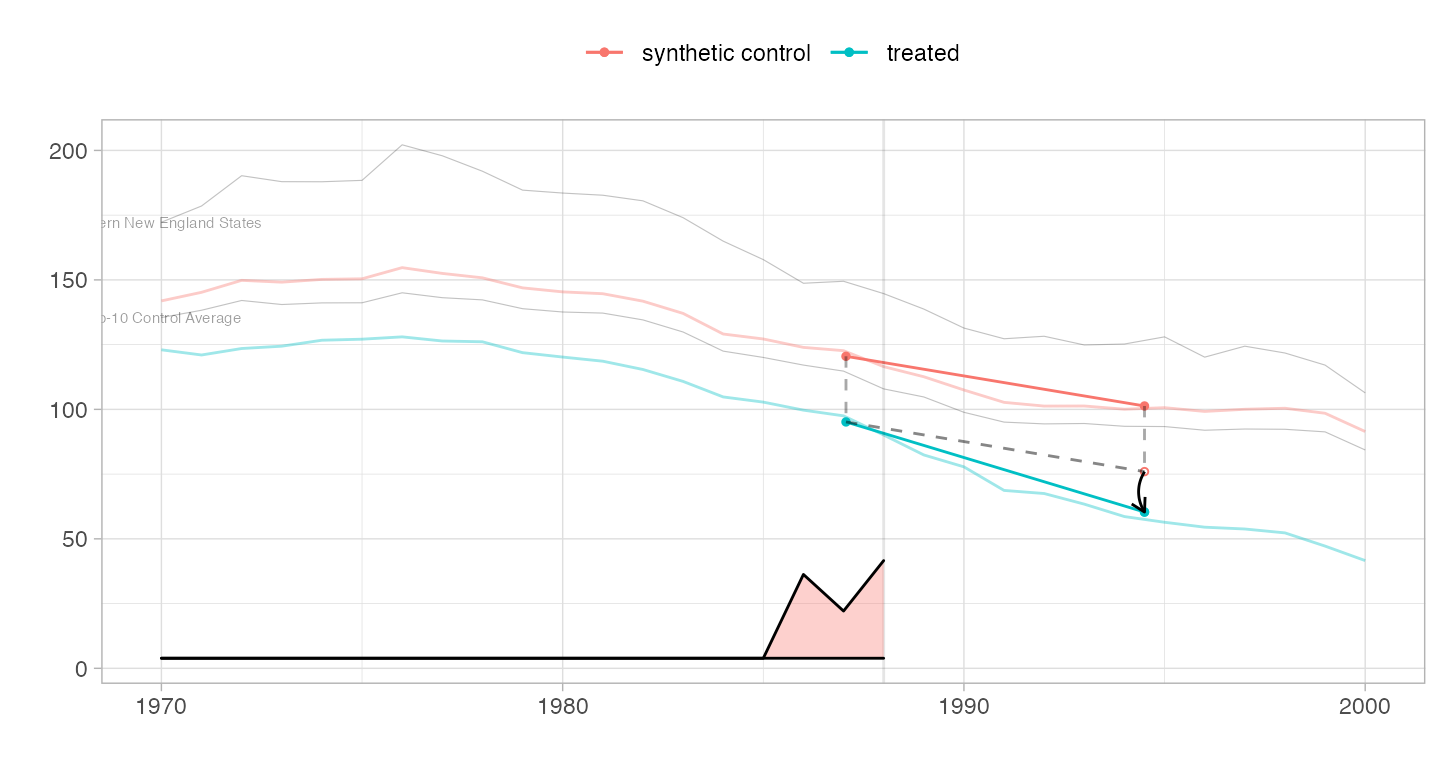 synthetic control treated
200
ern New England States
150
o-10 Control Average
100
50
0
1970 1980 1990 2000